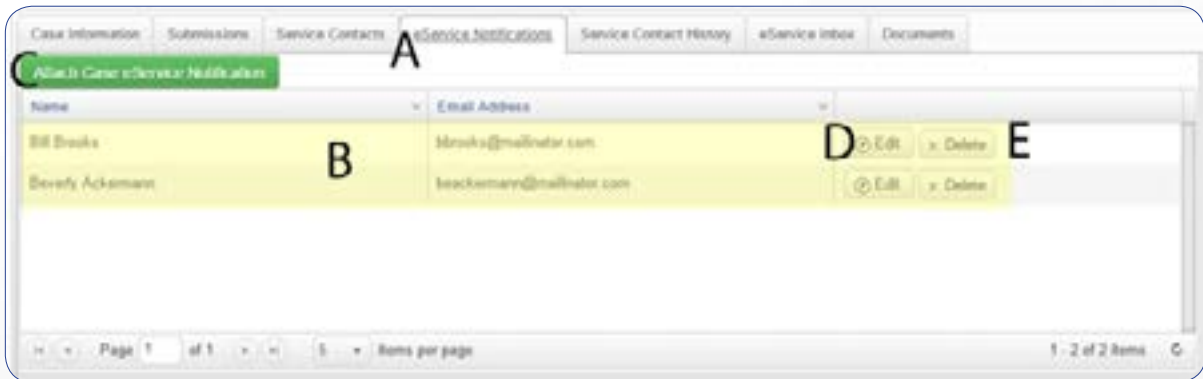 Case Information Submissions Service Contacts A eService Notifications Service Contact History eService Inbox Documents
C Attach Case eService Notification
Name Email Address
Bill Brooks B bbrooks@mailinator.com D Edit × Delete E
Beverly Ackermann beackermann@mailinator.com Edit × Delete
Page 1 of 1 5 Items per page 1 - 2 of 2 items